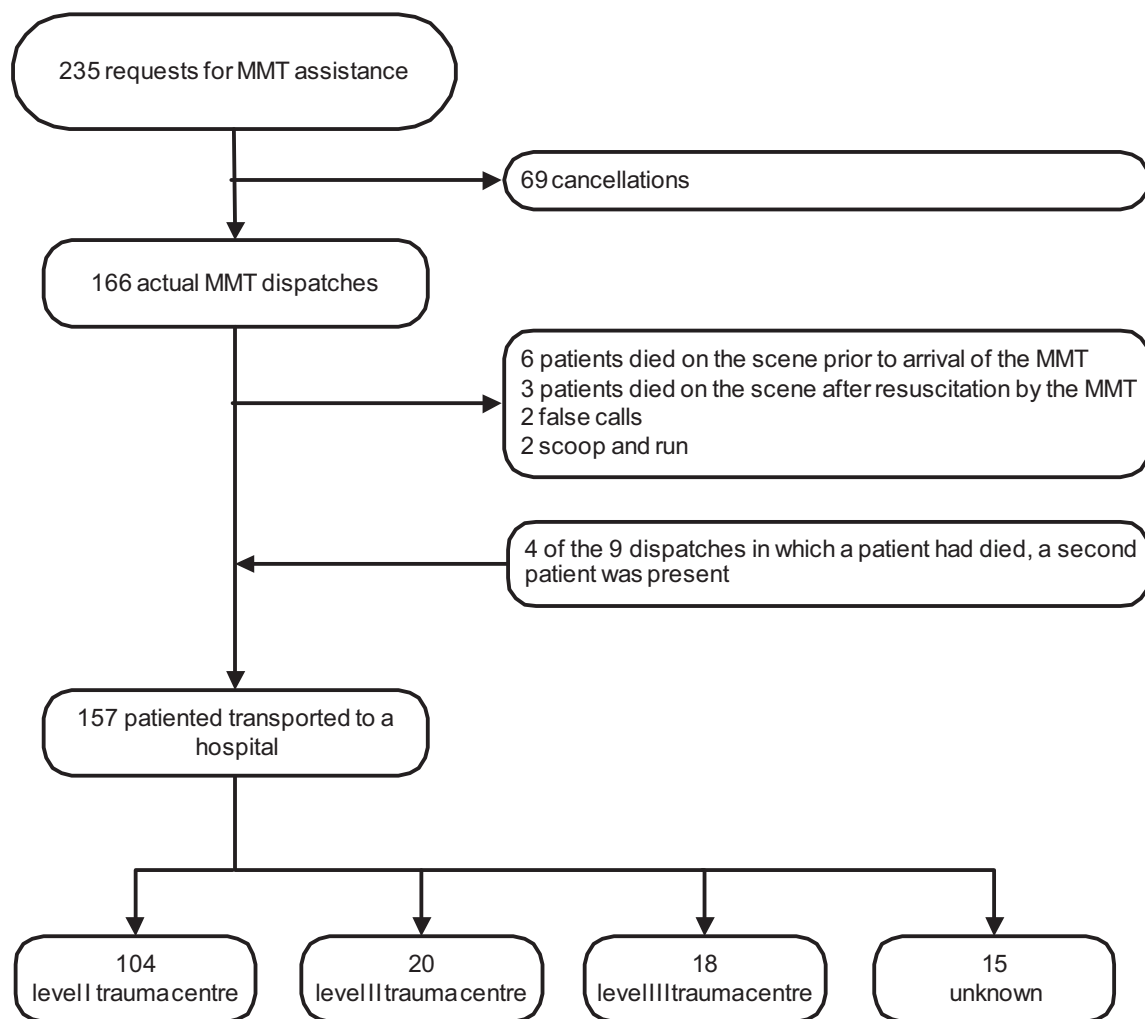 235 requests for MMT assistance
69 cancellations
166 actual MMT dispatches
6 patients died on the scene prior to arrival of the MMT
3 patients died on the scene after resuscitation by the MMT
2 false calls
2 scoop and run
4 of the 9 dispatches in which a patient had died, a second
patient was present
157 patiented transported to a
hospital
104
level I trauma centre
20
level II trauma centre
18
level III trauma centre
15
unknown